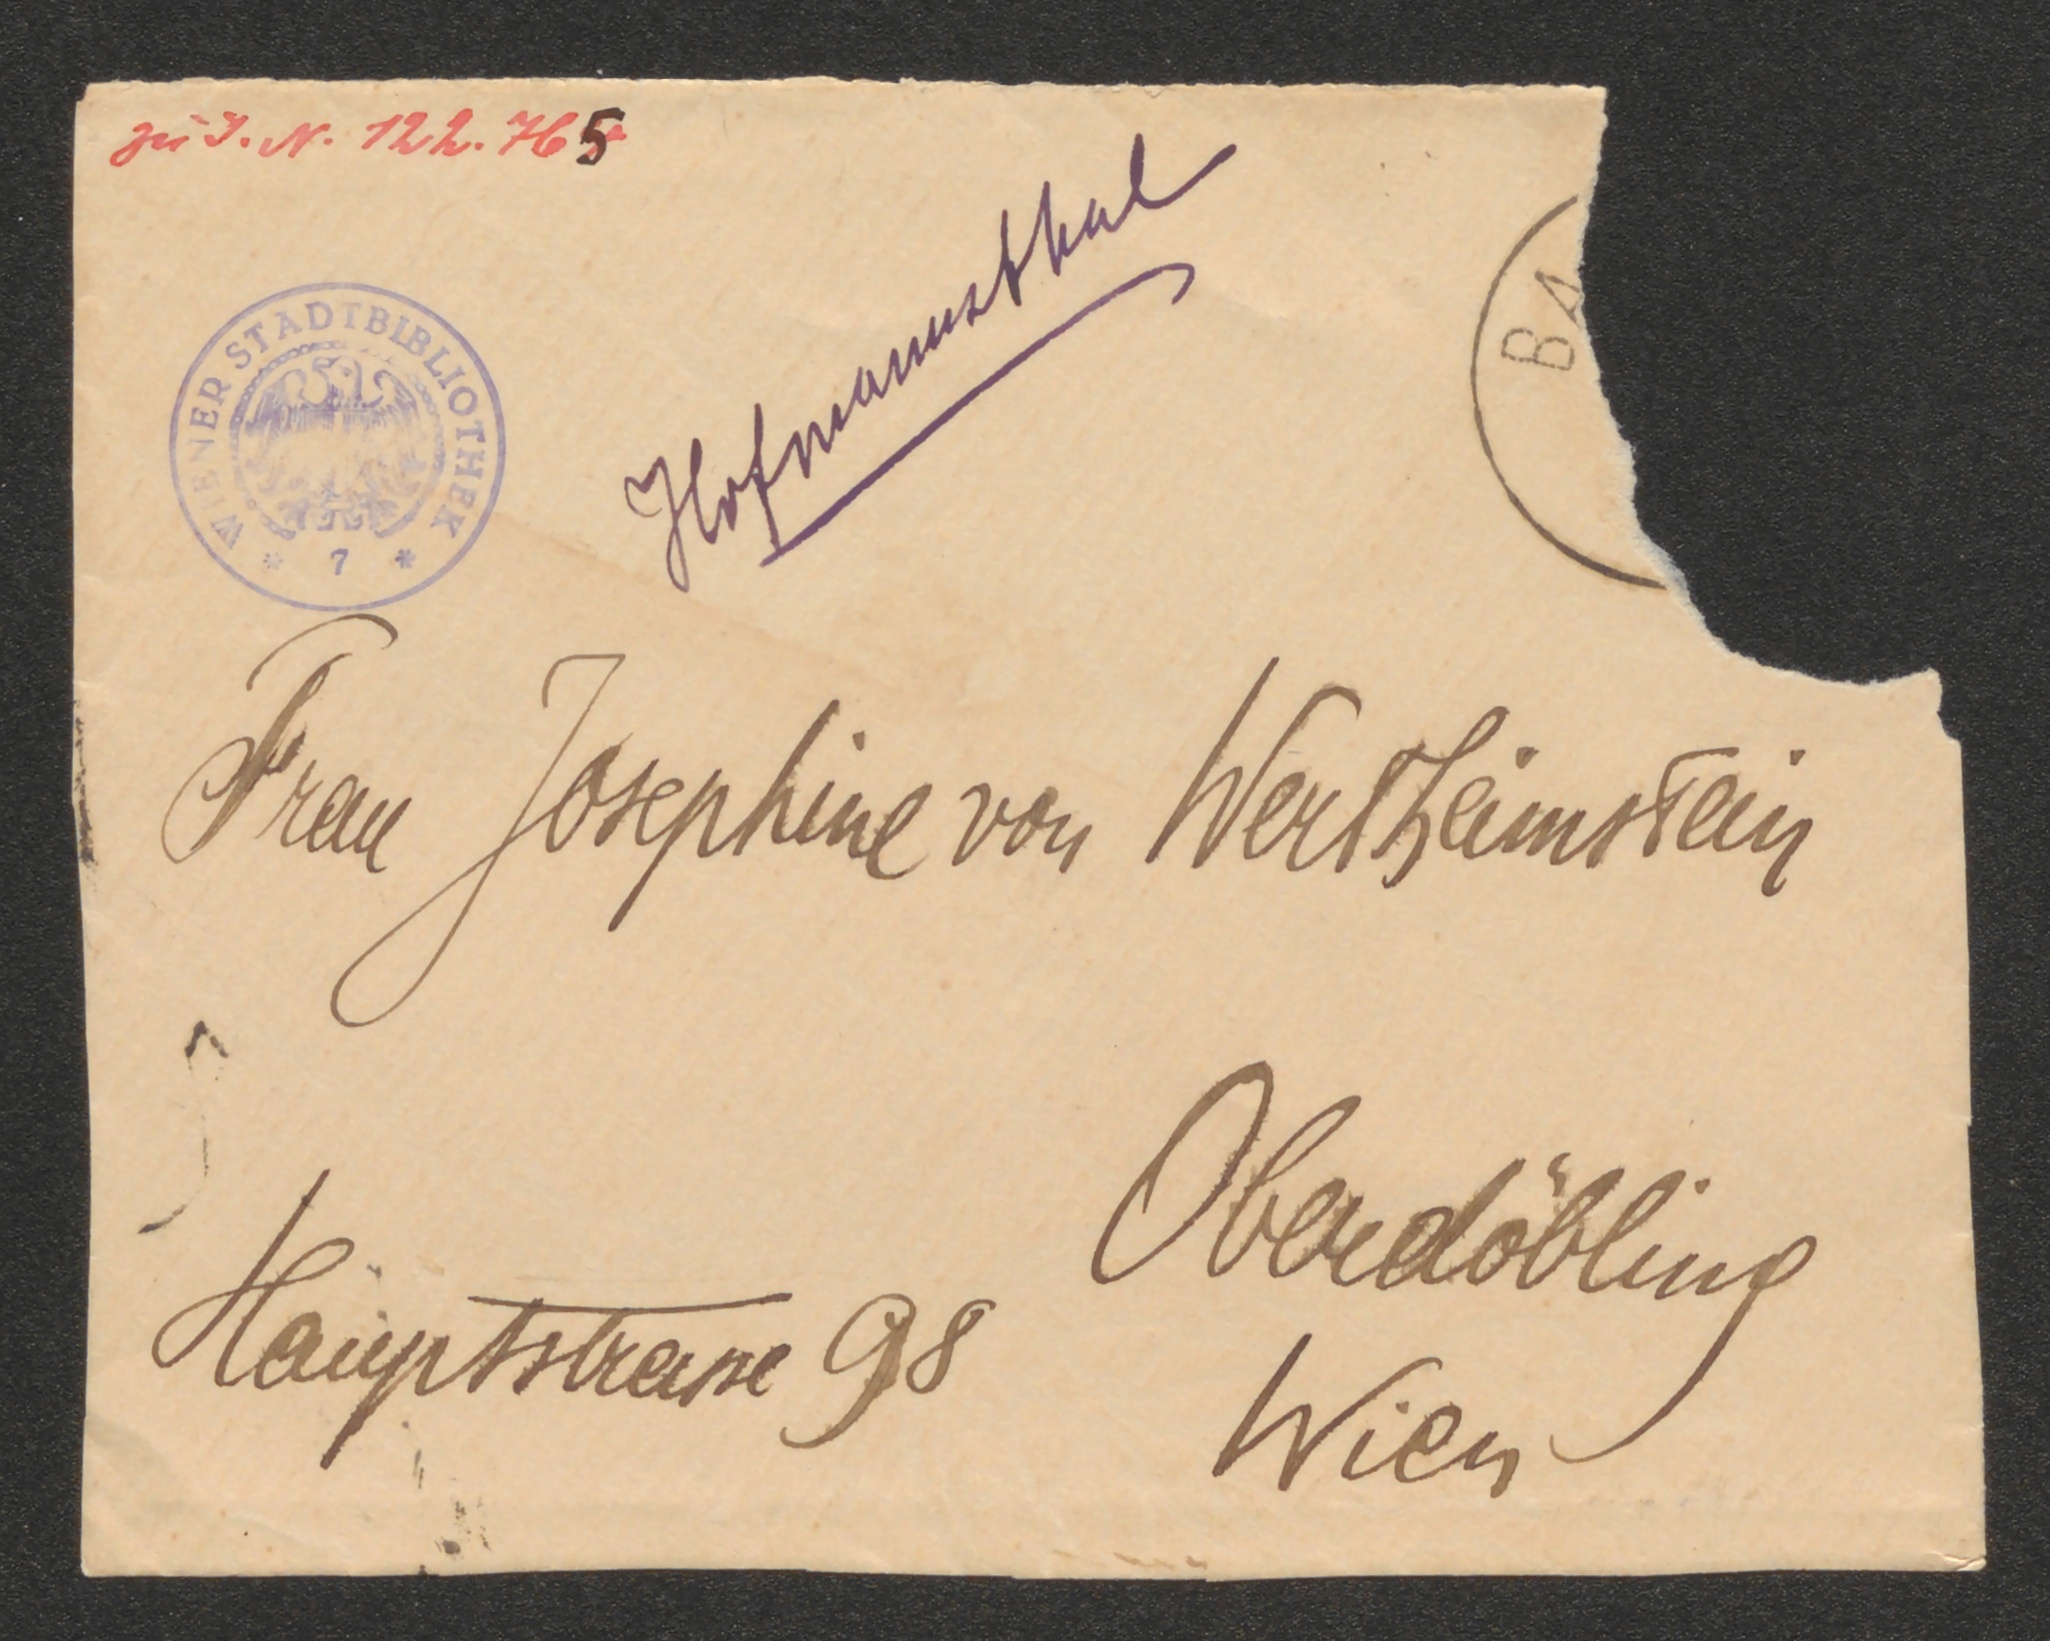 zu J. N. 122.765
Hofmannsthal
WIENER STADTBIBLIOTHEK
* 7 *
BA
Frau Josephine von Wertheimstein
Oberdöbling
Hauptstrasse 98
Wien